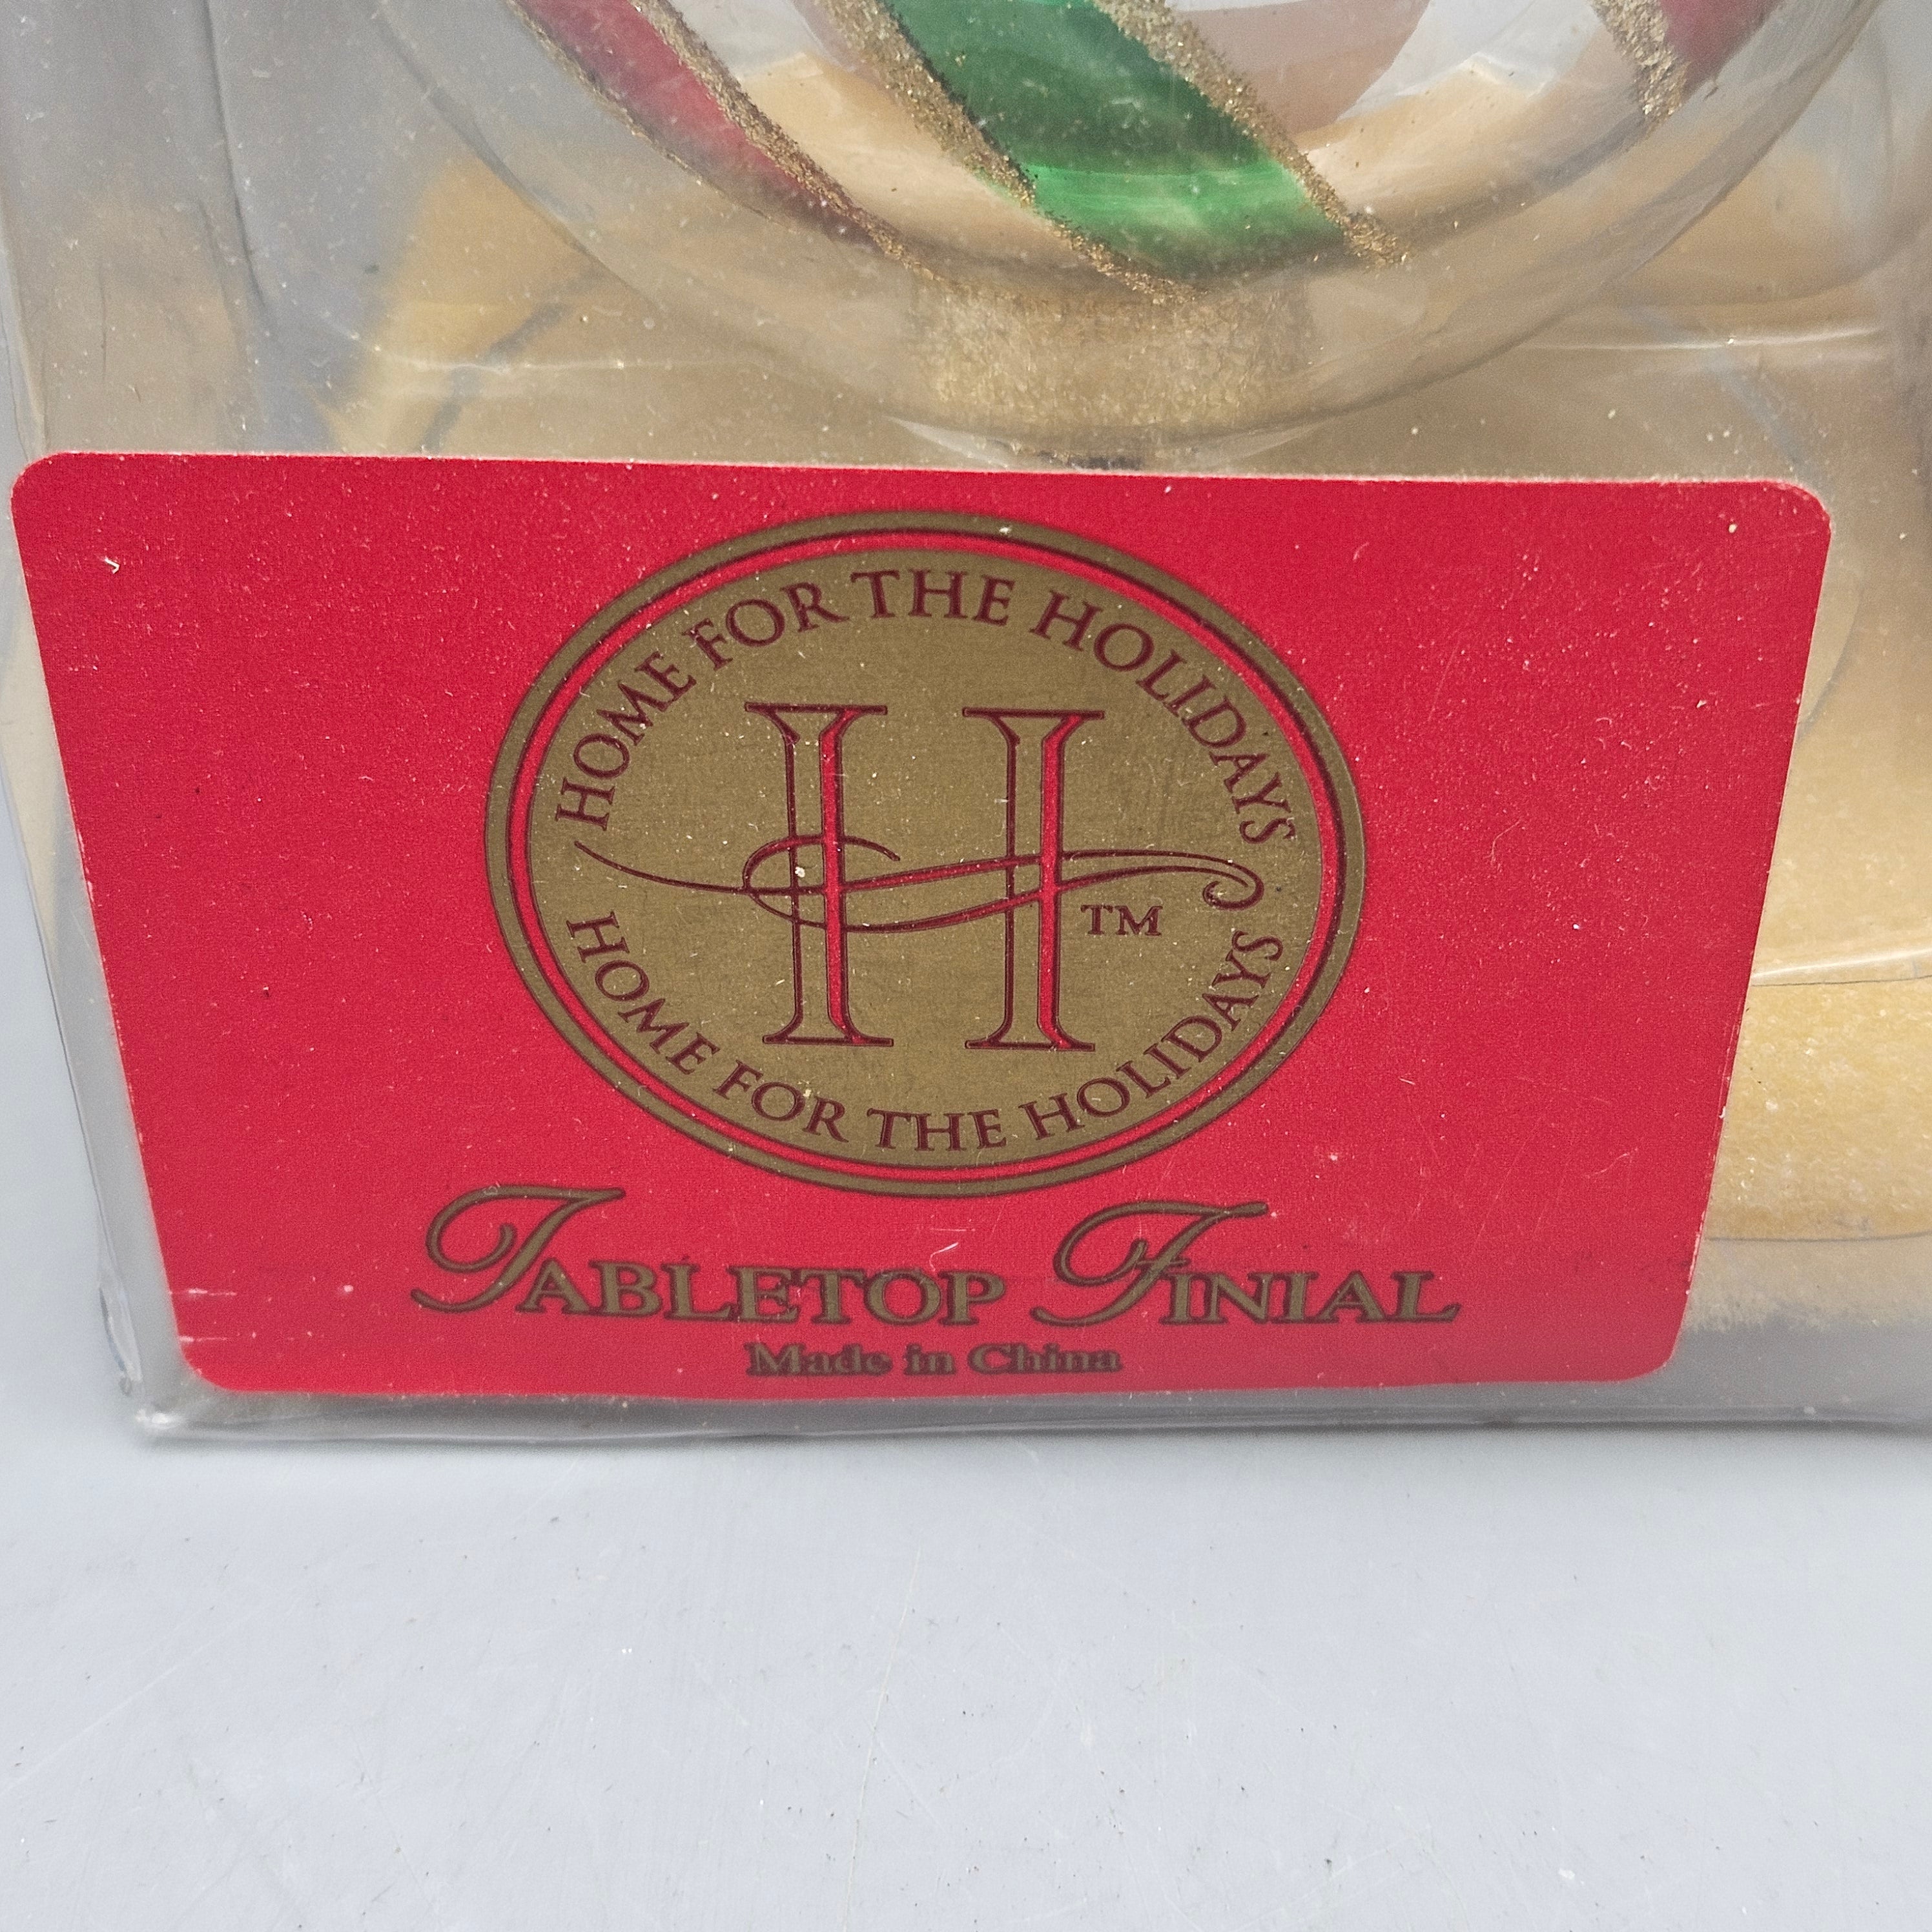 HOME FOR THE HOLIDAYS
H
TM
HOME FOR THE HOLIDAYS
TABLETOP FINIAL
Made in China